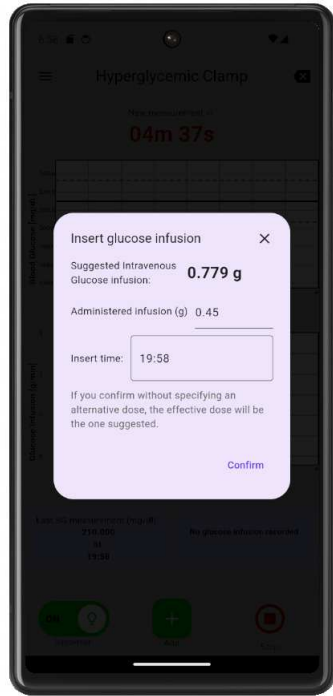 Hyperglycemic Clamp
04m 37s
Insert glucose infusion
Suggested Intravenous
Glucose infusion:
0.779 g
Administered infusion (g) 0.45
Insert time: 19:58
If you confirm without specifying an
alternative dose, the effective dose will be
the one suggested.
Confirm
210.000
at
19:58
No glucose infusion recorded
ON
Add